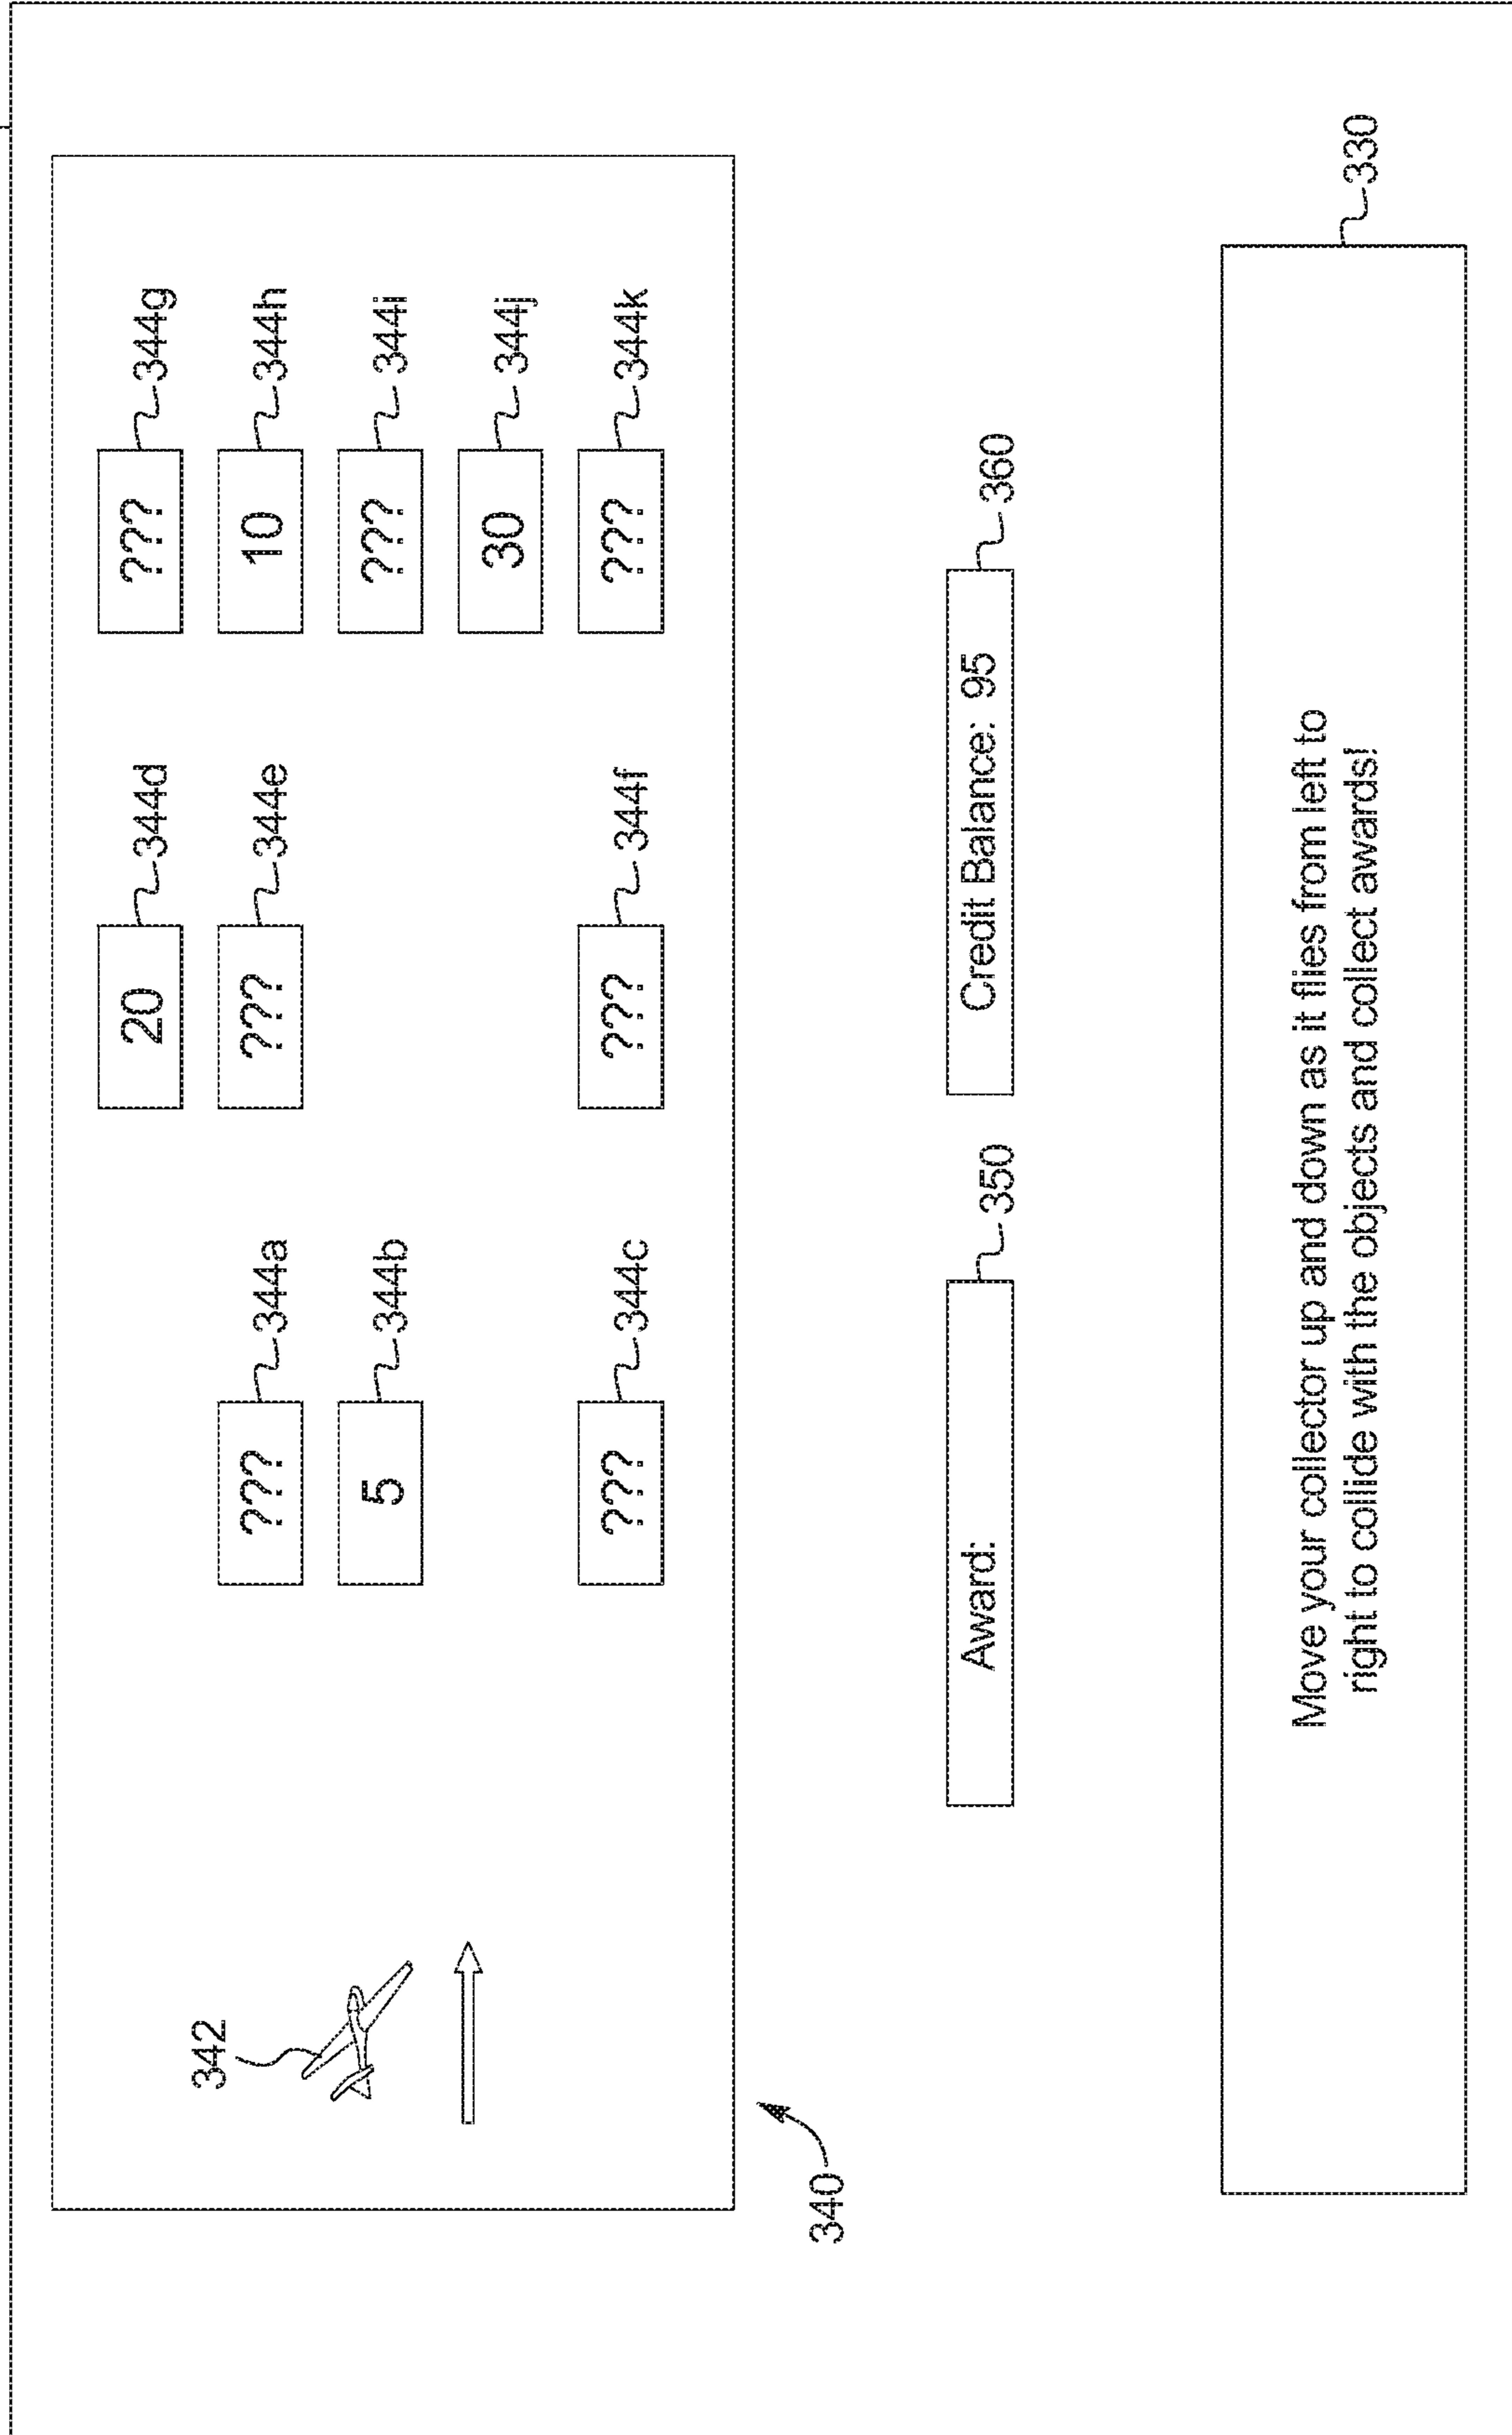 342
340
??? 344a
5 344b
??? 344c
20 344d
??? 344e
??? 344f
??? 344g
10 344h
??? 344i
30 344j
??? 344k
Award: 350
Credit Balance: 95 360
Move your collector up and down as it flies from left to
right to collide with the objects and collect awards!
330